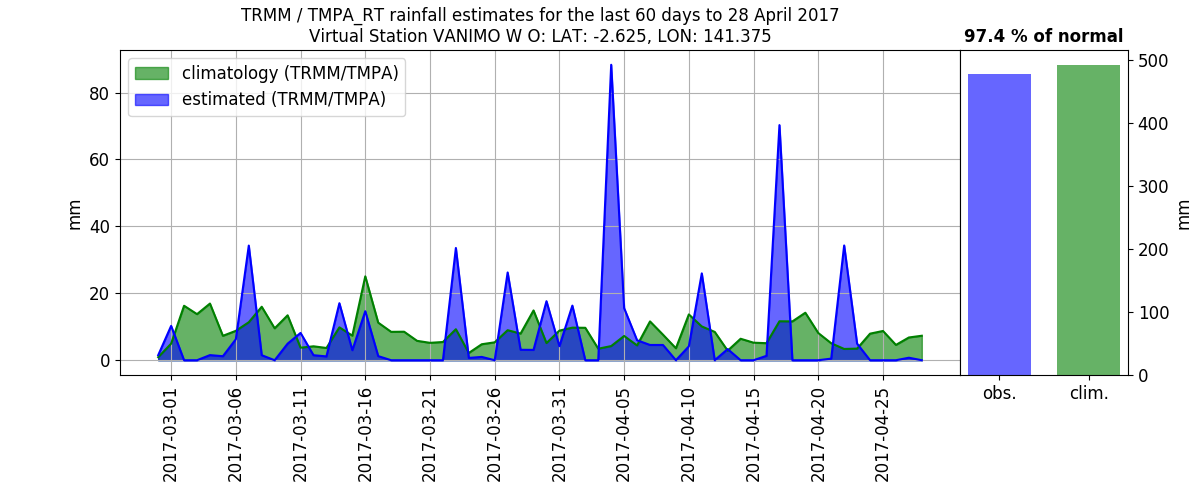 TRMM / TMPA_RT rainfall estimates for the last 60 days to 28 April 2017
Virtual Station VANIMO W O: LAT: -2.625, LON: 141.375
97.4 % of normal
climatology (TRMM/TMPA)
estimated (TRMM/TMPA)
mm
80
60
40
20
0
2017-03-01
2017-03-06
2017-03-11
2017-03-16
2017-03-21
2017-03-26
2017-03-31
2017-04-05
2017-04-10
2017-04-15
2017-04-20
2017-04-25
500
400
300
200
100
0
mm
obs.
clim.